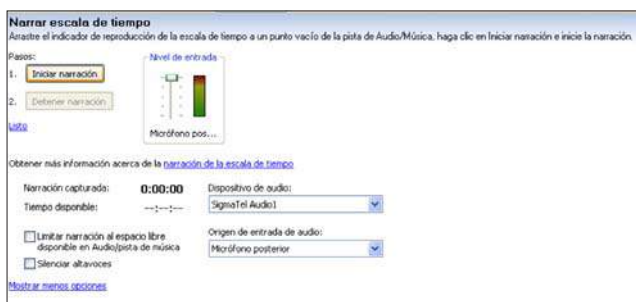 Narrar escala de tiempo
Arrastre el indicador de reproducción de la escala de tiempo a un punto vacío de la pista de Audio/Música, haga clic en Iniciar narración e inicie la narración.
Pasos:
1. Iniciar narración
2. Detener narración
Listo
Nivel de entrada
Micrófono pos...
Obtener más información acerca de la narración de la escala de tiempo
Narración capturada: 0:00:00
Tiempo disponible: --:--:--
Limitar narración al espacio libre
disponible en Audio/pista de música
Silenciar altavoces
Dispositivo de audio:
SigmaTel Audio1
Origen de entrada de audio:
Micrófono posterior
Mostrar menos opciones